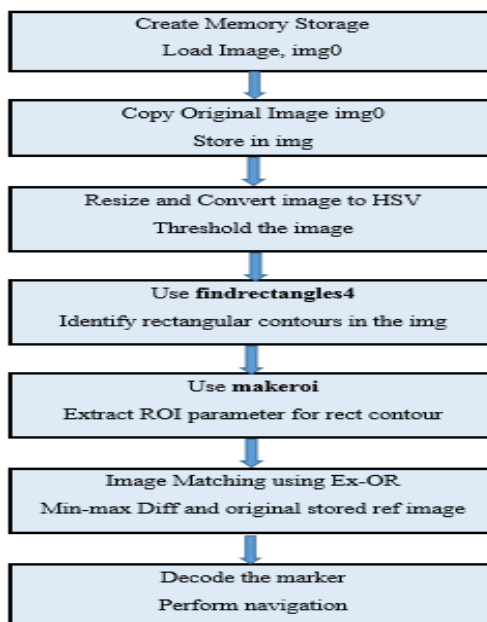 Create Memory Storage
Load Image, img0
Copy Original Image img0
Store in img
Resize and Convert image to HSV
Threshold the image
Use findrectangles4
Identify rectangular contours in the img
Use makeroi
Extract ROI parameter for rect contour
Image Matching using Ex-OR
Min-max Diff and original stored ref image
Decode the marker
Perform navigation